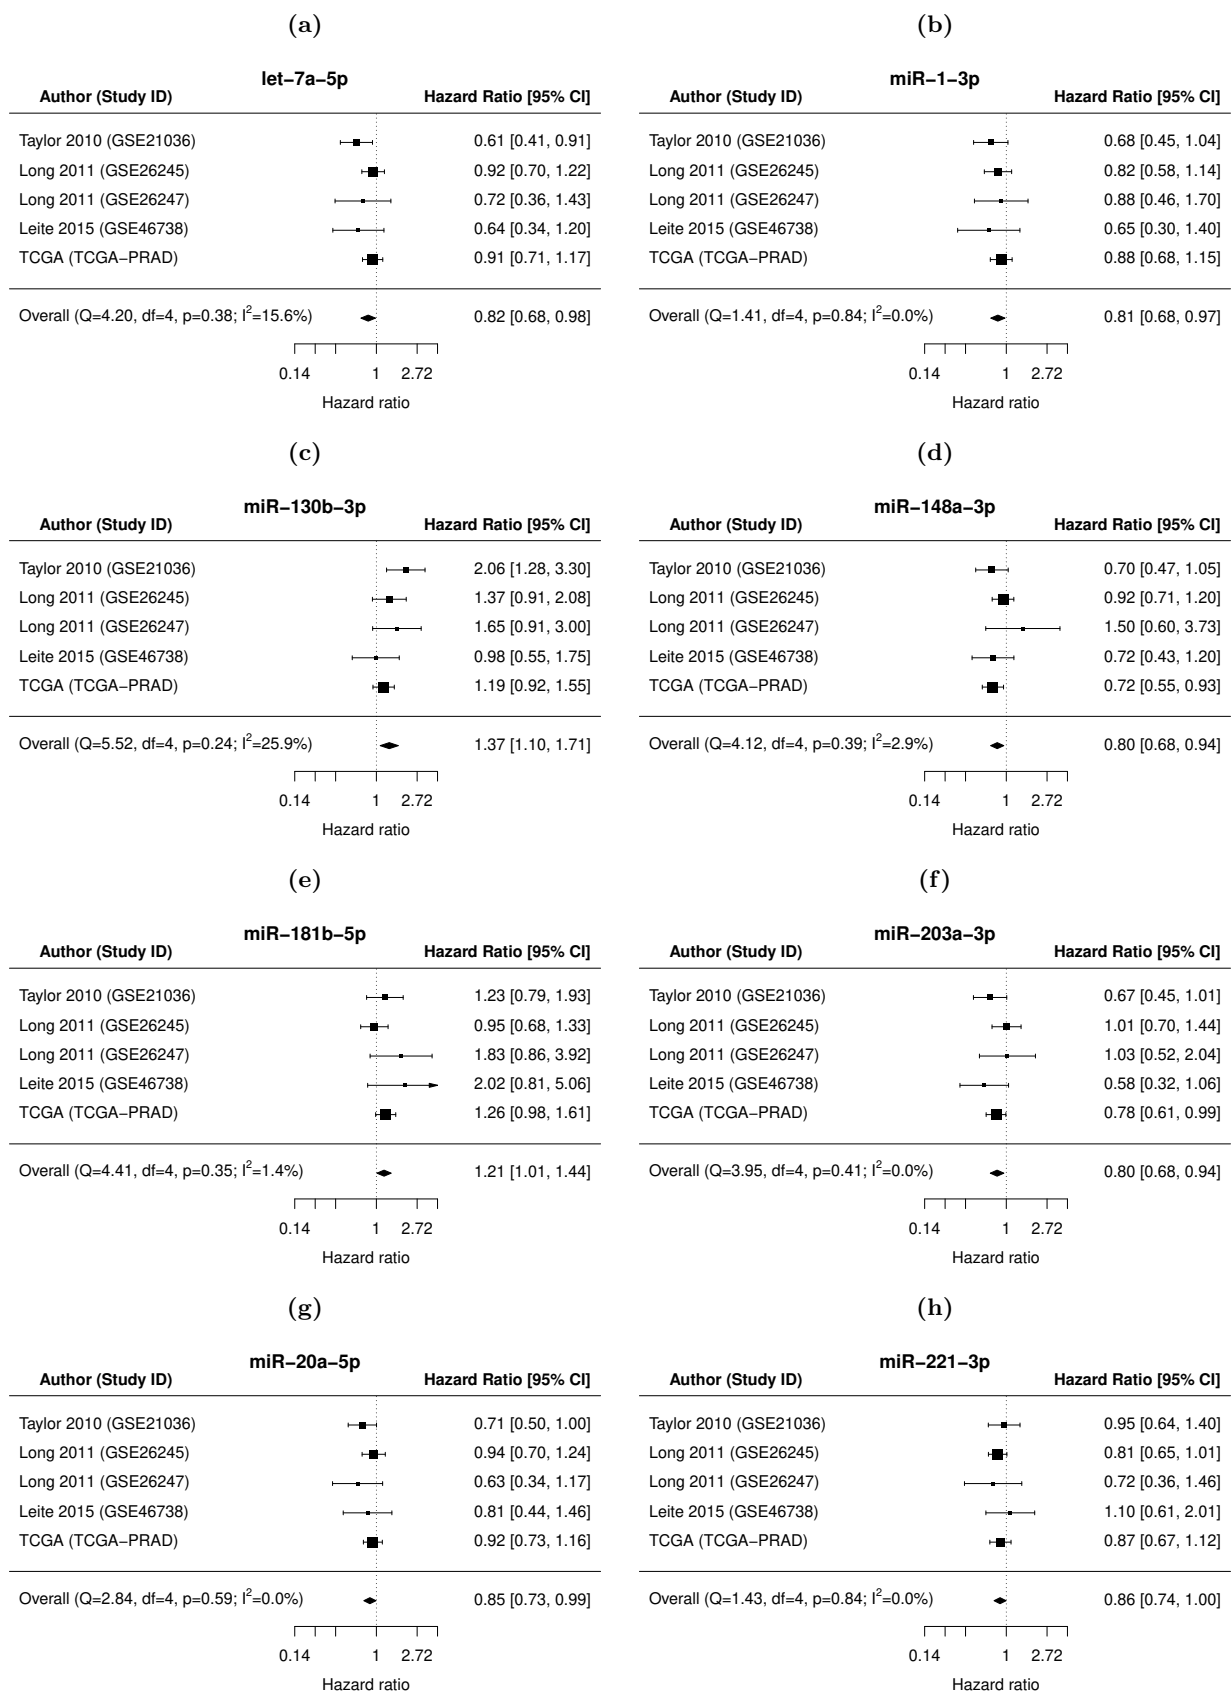 (a)
let−7a−5p
Author (Study ID) Hazard Ratio [95% CI]
Taylor 2010 (GSE21036) 0.61 [0.41, 0.91]
Long 2011 (GSE26245) 0.92 [0.70, 1.22]
Long 2011 (GSE26247) 0.72 [0.36, 1.43]
Leite 2015 (GSE46738) 0.64 [0.34, 1.20]
TCGA (TCGA−PRAD) 0.91 [0.71, 1.17]
Overall (Q=4.20, df=4, p=0.38; I²=15.6%) 0.82 [0.68, 0.98]
0.14 1 2.72
Hazard ratio
(b)
miR−1−3p
Author (Study ID) Hazard Ratio [95% CI]
Taylor 2010 (GSE21036) 0.68 [0.45, 1.04]
Long 2011 (GSE26245) 0.82 [0.58, 1.14]
Long 2011 (GSE26247) 0.88 [0.46, 1.70]
Leite 2015 (GSE46738) 0.65 [0.30, 1.40]
TCGA (TCGA−PRAD) 0.88 [0.68, 1.15]
Overall (Q=1.41, df=4, p=0.84; I²=0.0%) 0.81 [0.68, 0.97]
0.14 1 2.72
Hazard ratio
(c)
miR−130b−3p
Author (Study ID) Hazard Ratio [95% CI]
Taylor 2010 (GSE21036) 2.06 [1.28, 3.30]
Long 2011 (GSE26245) 1.37 [0.91, 2.08]
Long 2011 (GSE26247) 1.65 [0.91, 3.00]
Leite 2015 (GSE46738) 0.98 [0.55, 1.75]
TCGA (TCGA−PRAD) 1.19 [0.92, 1.55]
Overall (Q=5.52, df=4, p=0.24; I²=25.9%) 1.37 [1.10, 1.71]
0.14 1 2.72
Hazard ratio
(d)
miR−148a−3p
Author (Study ID) Hazard Ratio [95% CI]
Taylor 2010 (GSE21036) 0.70 [0.47, 1.05]
Long 2011 (GSE26245) 0.92 [0.71, 1.20]
Long 2011 (GSE26247) 1.50 [0.60, 3.73]
Leite 2015 (GSE46738) 0.72 [0.43, 1.20]
TCGA (TCGA−PRAD) 0.72 [0.55, 0.93]
Overall (Q=4.12, df=4, p=0.39; I²=2.9%) 0.80 [0.68, 0.94]
0.14 1 2.72
Hazard ratio
(e)
miR−181b−5p
Author (Study ID) Hazard Ratio [95% CI]
Taylor 2010 (GSE21036) 1.23 [0.79, 1.93]
Long 2011 (GSE26245) 0.95 [0.68, 1.33]
Long 2011 (GSE26247) 1.83 [0.86, 3.92]
Leite 2015 (GSE46738) 2.02 [0.81, 5.06]
TCGA (TCGA−PRAD) 1.26 [0.98, 1.61]
Overall (Q=4.41, df=4, p=0.35; I²=1.4%) 1.21 [1.01, 1.44]
0.14 1 2.72
Hazard ratio
(f)
miR−203a−3p
Author (Study ID) Hazard Ratio [95% CI]
Taylor 2010 (GSE21036) 0.67 [0.45, 1.01]
Long 2011 (GSE26245) 1.01 [0.70, 1.44]
Long 2011 (GSE26247) 1.03 [0.52, 2.04]
Leite 2015 (GSE46738) 0.58 [0.32, 1.06]
TCGA (TCGA−PRAD) 0.78 [0.61, 0.99]
Overall (Q=3.95, df=4, p=0.41; I²=0.0%) 0.80 [0.68, 0.94]
0.14 1 2.72
Hazard ratio
(g)
miR−20a−5p
Author (Study ID) Hazard Ratio [95% CI]
Taylor 2010 (GSE21036) 0.71 [0.50, 1.00]
Long 2011 (GSE26245) 0.94 [0.70, 1.24]
Long 2011 (GSE26247) 0.63 [0.34, 1.17]
Leite 2015 (GSE46738) 0.81 [0.44, 1.46]
TCGA (TCGA−PRAD) 0.92 [0.73, 1.16]
Overall (Q=2.84, df=4, p=0.59; I²=0.0%) 0.85 [0.73, 0.99]
0.14 1 2.72
Hazard ratio
(h)
miR−221−3p
Author (Study ID) Hazard Ratio [95% CI]
Taylor 2010 (GSE21036) 0.95 [0.64, 1.40]
Long 2011 (GSE26245) 0.81 [0.65, 1.01]
Long 2011 (GSE26247) 0.72 [0.36, 1.46]
Leite 2015 (GSE46738) 1.10 [0.61, 2.01]
TCGA (TCGA−PRAD) 0.87 [0.67, 1.12]
Overall (Q=1.43, df=4, p=0.84; I²=0.0%) 0.86 [0.74, 1.00]
0.14 1 2.72
Hazard ratio